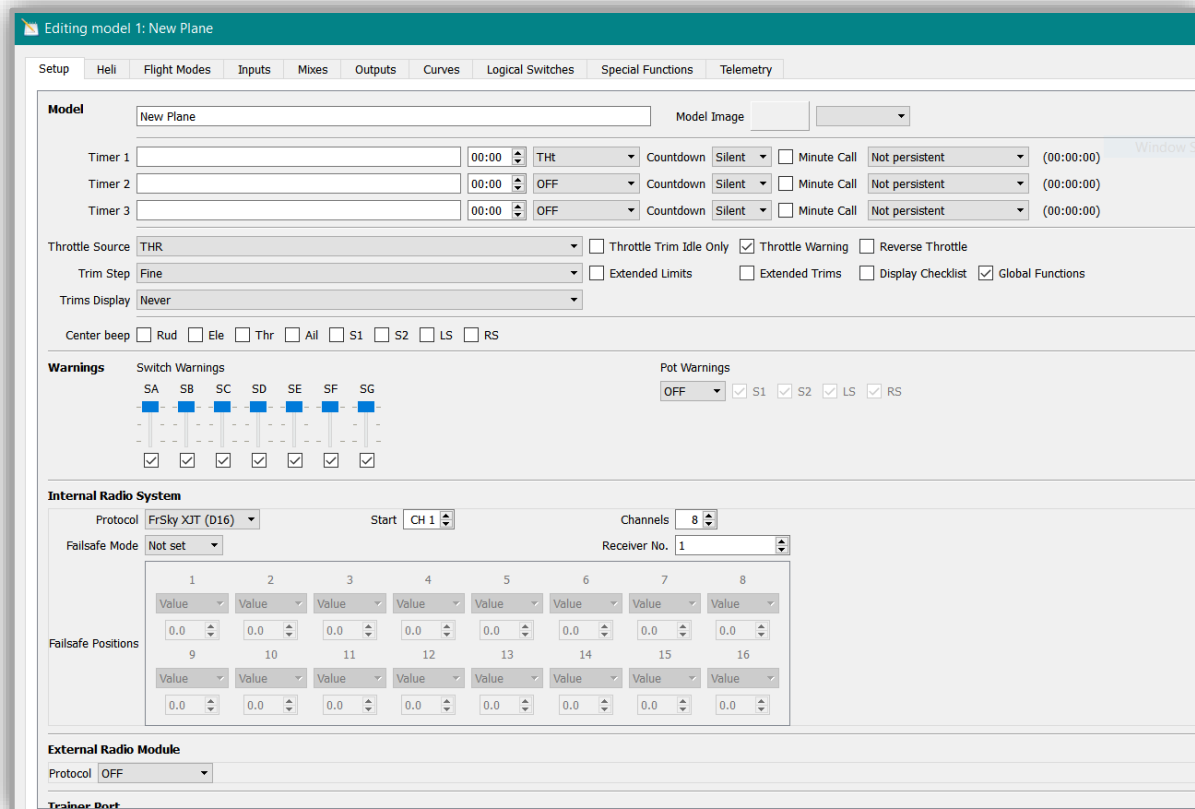 Editing model 1: New Plane
Setup Heli Flight Modes Inputs Mixes Outputs Curves Logical Switches Special Functions Telemetry
Model New Plane Model Image
Timer 1 00:00 THt Countdown Silent Minute Call Not persistent (00:00:00)
Timer 2 00:00 OFF Countdown Silent Minute Call Not persistent (00:00:00)
Timer 3 00:00 OFF Countdown Silent Minute Call Not persistent (00:00:00)
Throttle Source THR Throttle Trim Idle Only Throttle Warning Reverse Throttle
Trim Step Fine Extended Limits Extended Trims Display Checklist Global Functions
Trims Display Never
Center beep Rud Ele Thr Ail S1 S2 LS RS
Warnings Switch Warnings Pot Warnings
SA SB SC SD SE SF SG
OFF S1 S2 LS RS
Internal Radio System
Protocol FrSky XJT (D16) Start CH 1 Channels 8
Failsafe Mode Not set Receiver No. 1
1 2 3 4 5 6 7 8
Value Value Value Value Value Value Value Value
0.0 0.0 0.0 0.0 0.0 0.0 0.0 0.0
Failsafe Positions
9 10 11 12 13 14 15 16
Value Value Value Value Value Value Value Value
0.0 0.0 0.0 0.0 0.0 0.0 0.0 0.0
External Radio Module
Protocol OFF
Trainer Port
Window S